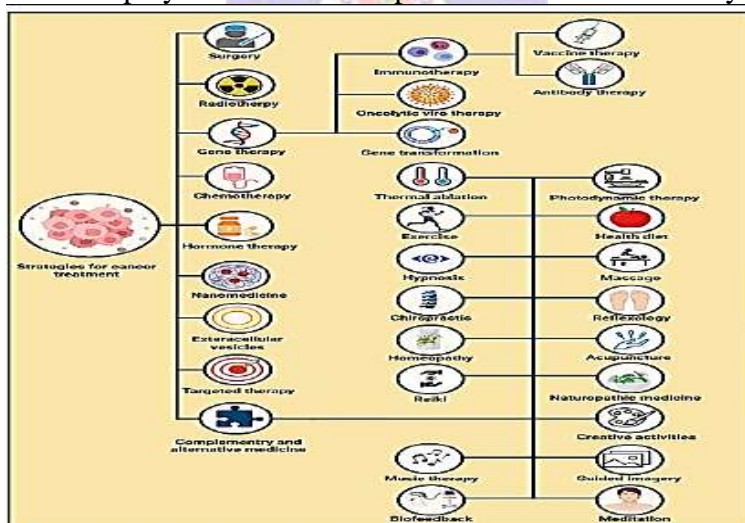 Surgery
Radiotherpy
Gene therapy
Chemotherapy
Hormone therapy
Nanomedicine
Exteracellular
vesicles
Targeted therapy
Complementry and
alternative medicine
Strategies for cancer
treatment
Immunotherapy
Oncolytic viro therapy
Gene transformation
Vaccine therapy
Antibody therapy
Thermal ablation
Photodynamic therapy
Exercise
Health diet
Hypnosis
Massage
Chiropractic
Reflexology
Homeopathy
Acupuncture
Reiki
Naturopathic medicine
Creative activities
Music therapy
Guided imagery
Biofeedback
Meditation